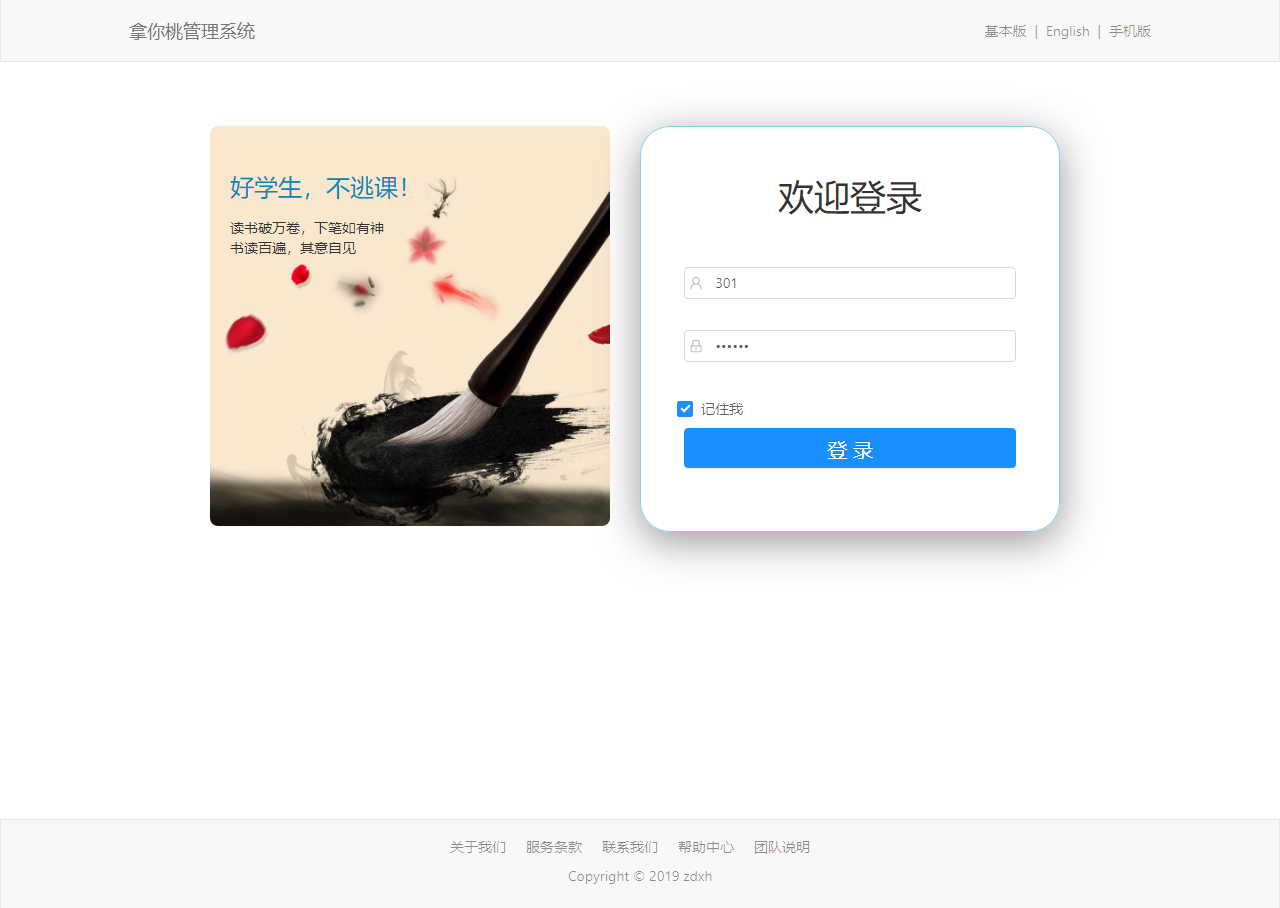 拿你桃管理系统
基本版 | English | 手机版
好学生，不逃课！
读书破万卷，下笔如有神
书读百遍，其意自见
欢迎登录
301
••••••
记住我
登 录
关于我们 服务条款 联系我们 帮助中心 团队说明
Copyright © 2019 zdxh